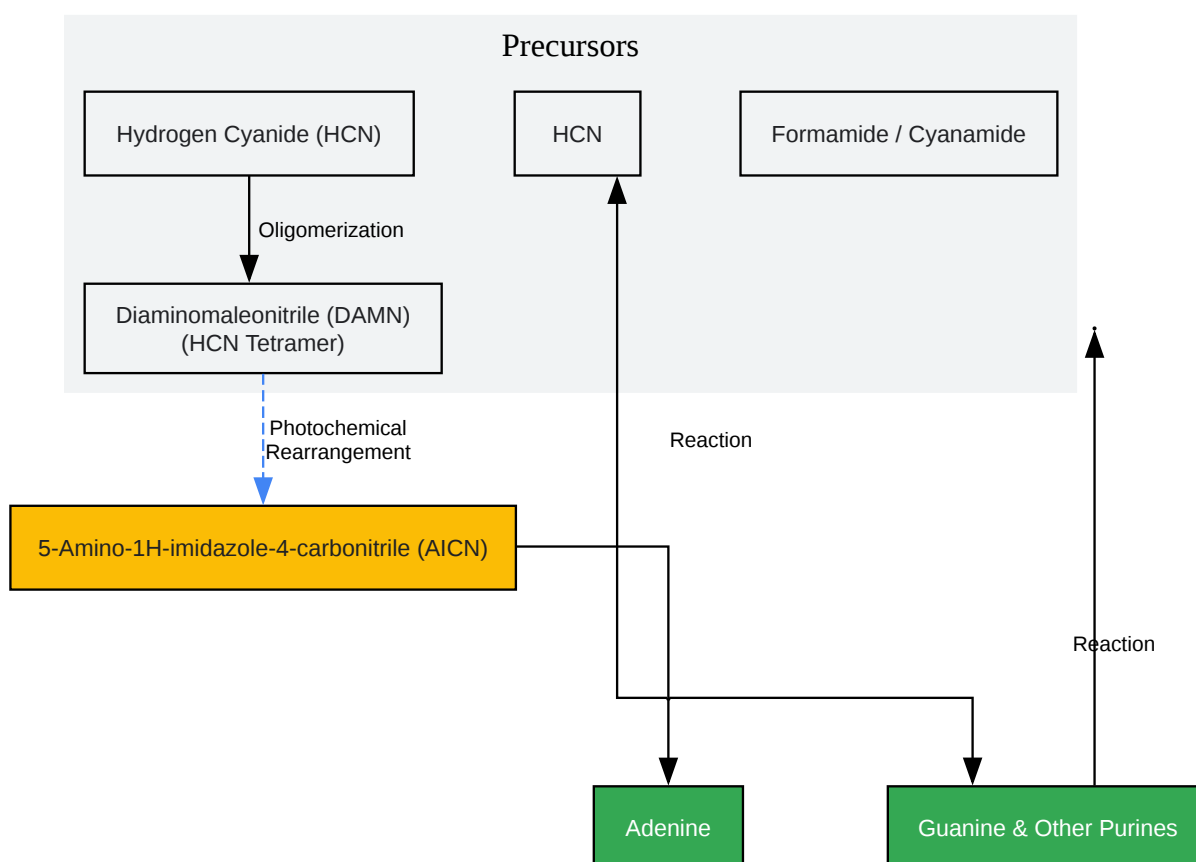 Precursors
Hydrogen Cyanide (HCN)
HCN
Formamide / Cyanamide
Oligomerization
Diaminomaleonitrile (DAMN)
(HCN Tetramer)
Photochemical
Rearrangement
Reaction
5-Amino-1H-imidazole-4-carbonitrile (AICN)
Reaction
Adenine
Guanine & Other Purines